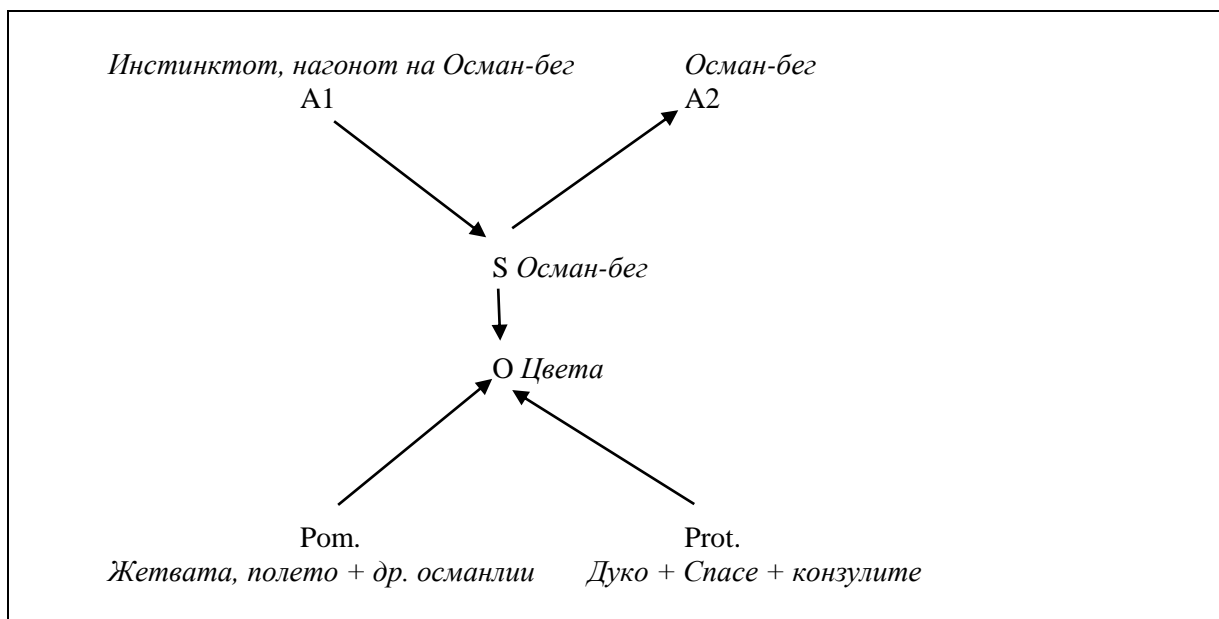 Инстинктот, нагонот на Осман-бег Осман-бег
A1 A2
S Осман-бег
O Цвета
Pom. Prot.
Жетвата, полето + др. османлии Дуко + Спасе + конзулите